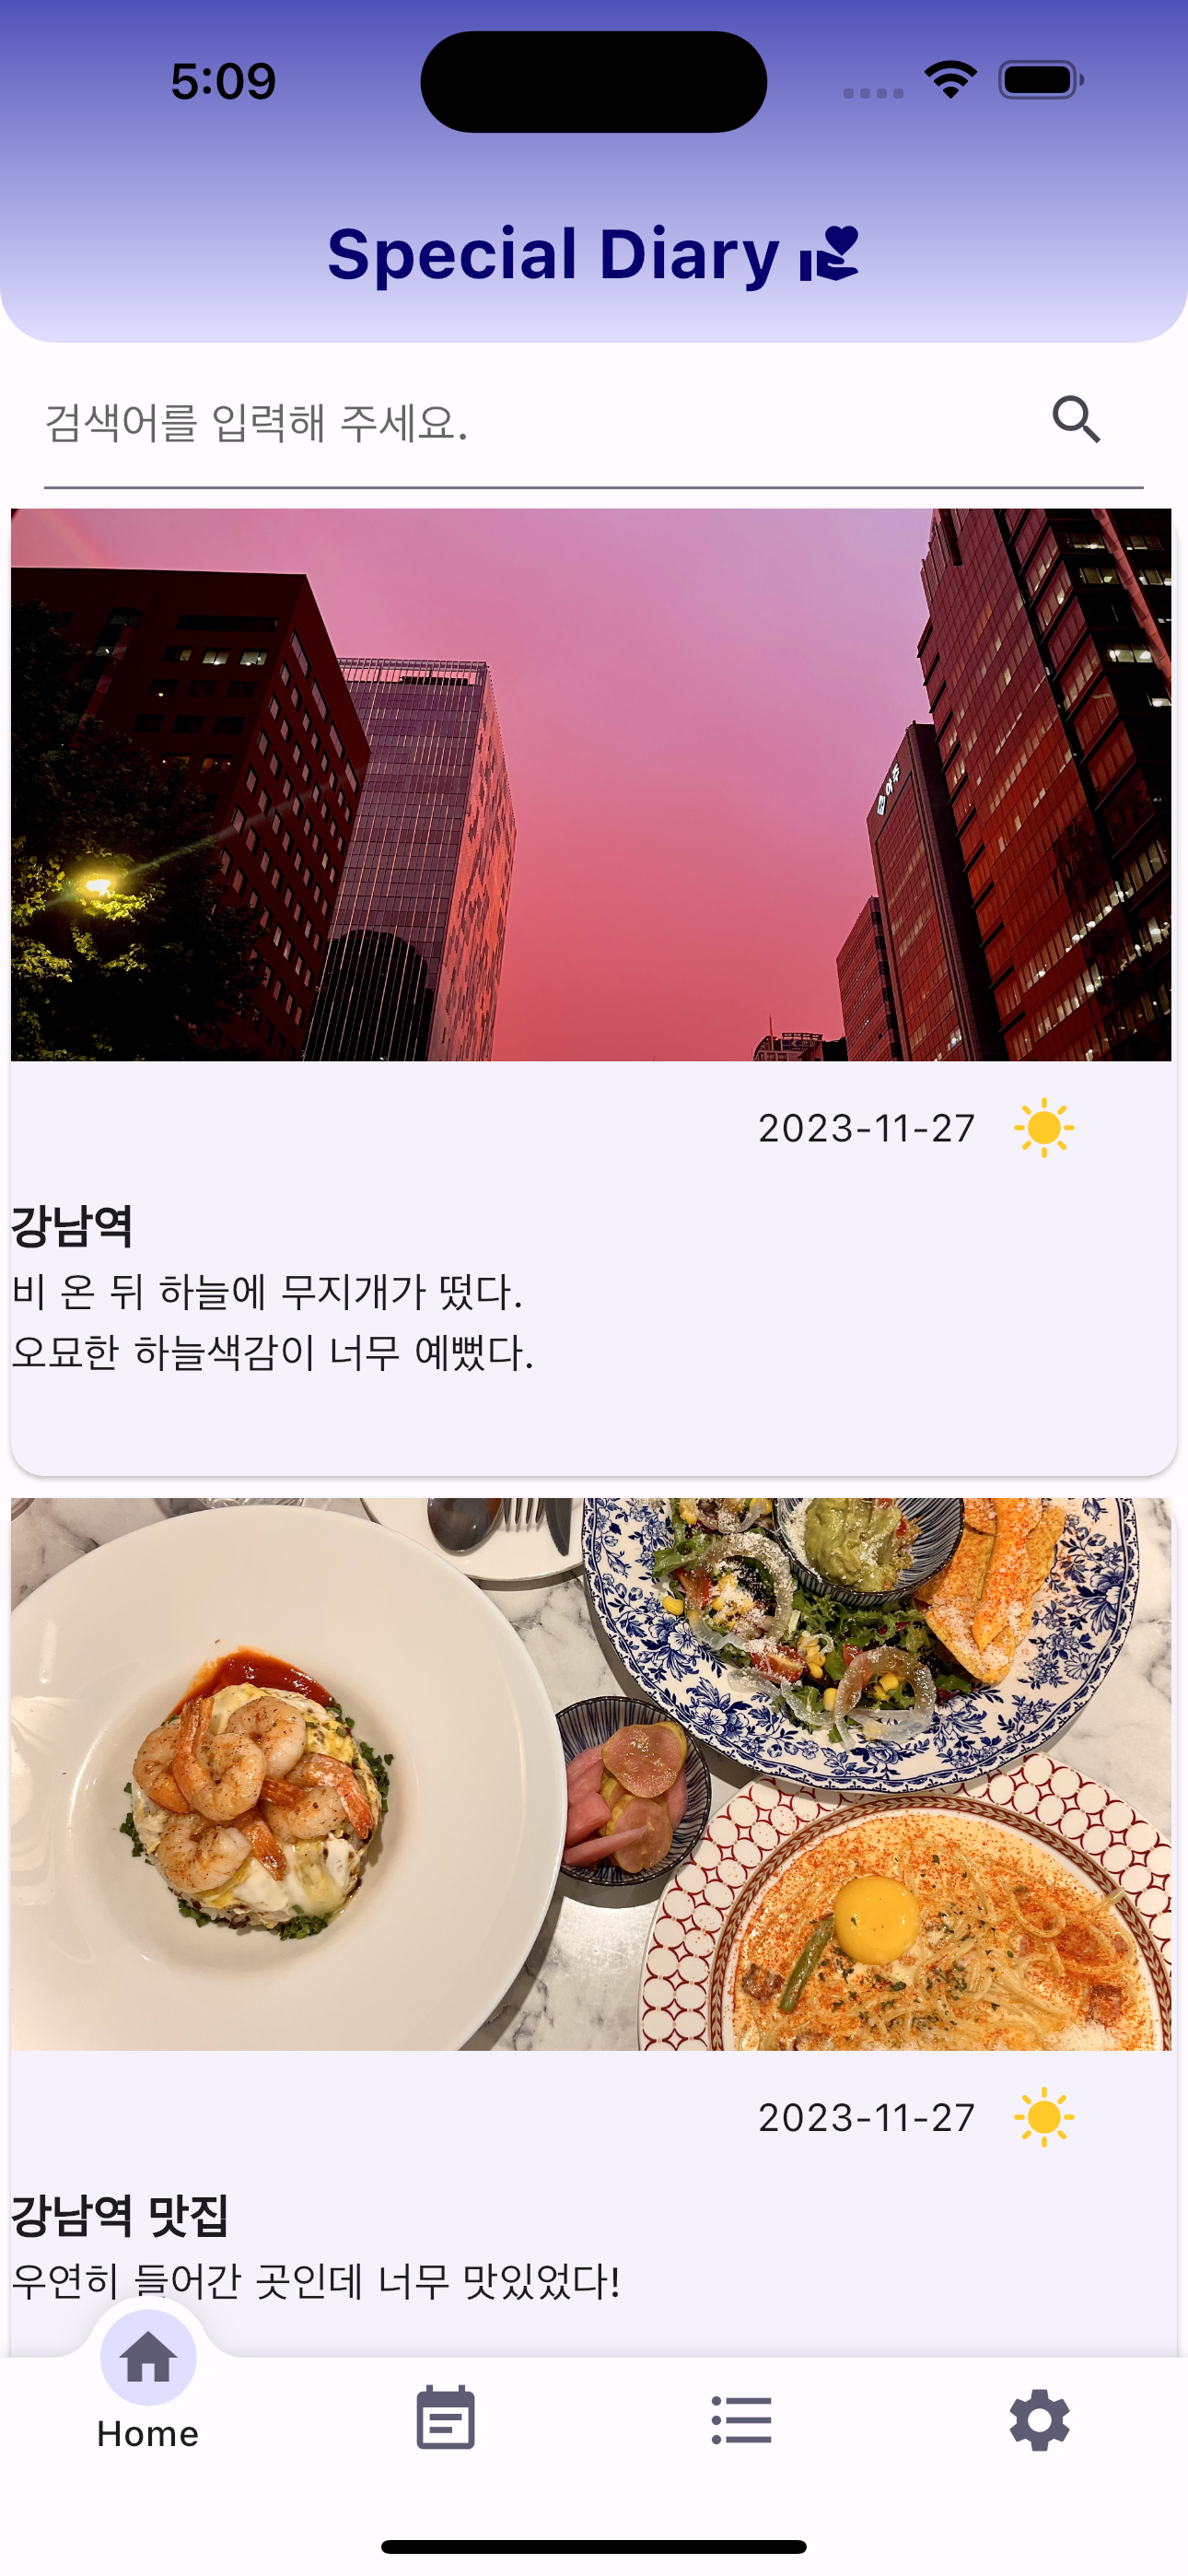 5:09
Special Diary
검색어를 입력해 주세요.
2023-11-27
강남역
비 온 뒤 하늘에 무지개가 떴다.
오묘한 하늘색감이 너무 예뻤다.
2023-11-27
강남역 맛집
우연히 들어간 곳인데 너무 맛있었다!
Home